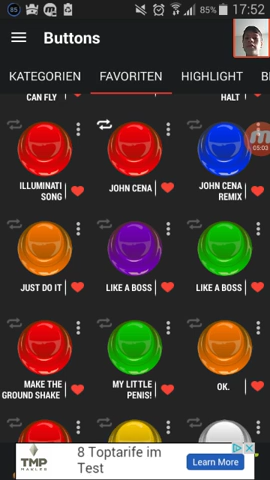 85
85% 17:52
Buttons
KATEGORIEN FAVORITEN HIGHLIGHT
CAN FLY
HALT
05:03
ILLUMINATI
SONG
JOHN CENA
JOHN CENA
REMIX
JUST DO IT
LIKE A BOSS
LIKE A BOSS
MAKE THE
GROUND SHAKE
MY LITTLE
PENIS!
OK.
TMP
8 Toptarife im
Test
Learn More